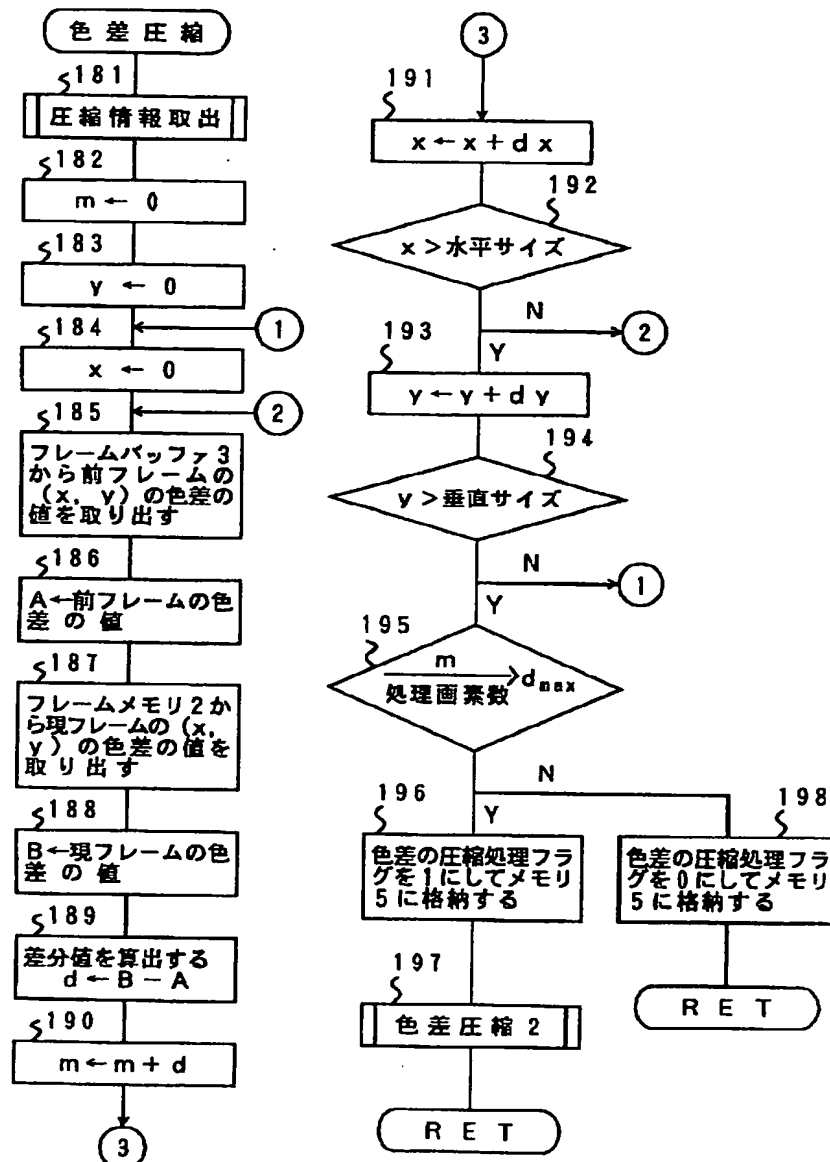 色差圧縮
181
圧縮情報取出
182
m ← 0
183
y ← 0
1
184
x ← 0
2
185
フレームバッファ3
から前フレームの
(x, y)の色差の
値を取り出す
186
A←前フレームの色
差の値
187
フレームメモリ2か
ら現フレームの(x,
y)の色差の値を
取り出す
188
B←現フレームの色
差の値
189
差分値を算出する
d ← B − A
190
m ← m + d
3
3
191
x ← x + dx
192
x > 水平サイズ
N
2
Y
193
y ← y + dy
194
y > 垂直サイズ
N
1
Y
195
m
処理画素数
> dmax
N
Y
196
色差の圧縮処理フラ
グを1にしてメモリ
5に格納する
197
色差圧縮2
RET
198
色差の圧縮処理フラ
グを0にしてメモリ
5に格納する
RET